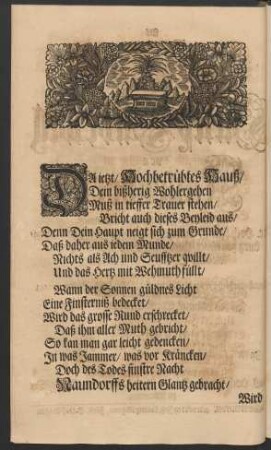 DA ietzt/ Hochbetrübtes Hauß/
Dein bißherig Wohlergehen
Muß in tieffer Trauer stehen/
Bricht auch dieses Beyleid aus/
Denn Dein Haupt neigt sich zum Grunde/
Daß daher aus iedem Munde/
Nichts als Ach und Seufftzer qvillt/
Und das Hertz mit Wehmuth füllt/
Wann der Sonnen güldnes Licht
Eine Finsterniß bedecket/
Wird das grosse Rund erschrecket/
Daß ihm aller Muth gebricht/
So kan man gar leicht gedencken/
In was Jammer/ was vor Kräncken/
Doch des Todes finstre Nacht
Naundorffs heitern Glantz gebracht/
Wird